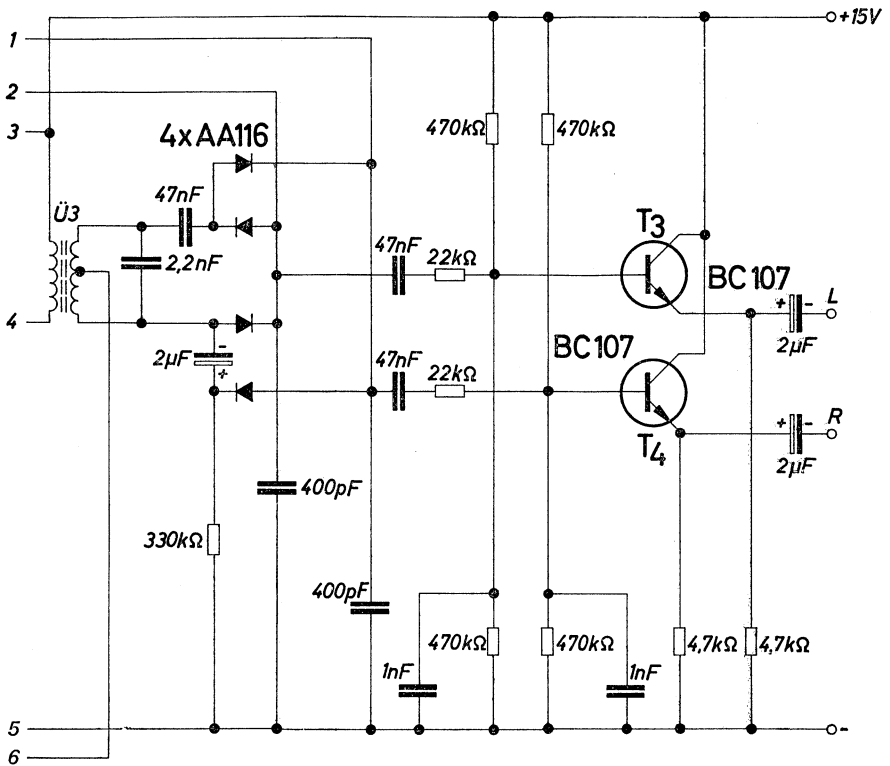 +15V
1
2
3
470kΩ
470kΩ
4xAA116
47nF
Ü3
T3
47nF
22kΩ
2,2nF
BC107
L
+
-
4
2µF
-
2µF
+
BC107
47nF
22kΩ
R
+
-
T4
2µF
400pF
330kΩ
400pF
470kΩ
470kΩ
4,7kΩ
4,7kΩ
1nF
1nF
5
-
6